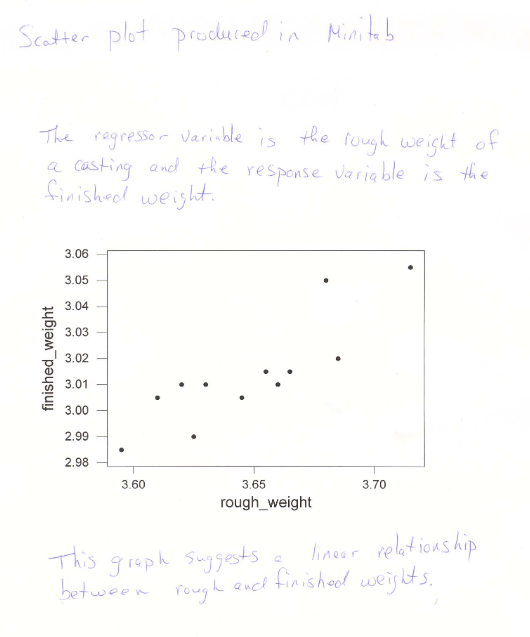 Scatter plot produced in Minitab
The regressor variable is the rough weight of
a casting and the response variable is the
finished weight.
3.06
3.05
3.04
3.03
3.02
3.01
3.00
2.99
2.98
finished_weight
3.60 3.65 3.70
rough_weight
This graph suggests a linear relationship
between rough and finished weights.